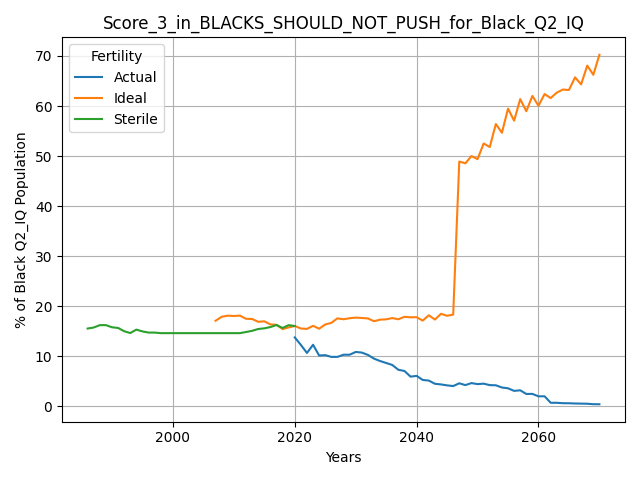 Score_3_in_BLACKS_SHOULD_NOT_PUSH_for_Black_Q2_IQ
Fertility
Actual
Ideal
Sterile
% of Black Q2_IQ Population
70
60
50
40
30
20
10
0
2000 2020 2040 2060
Years